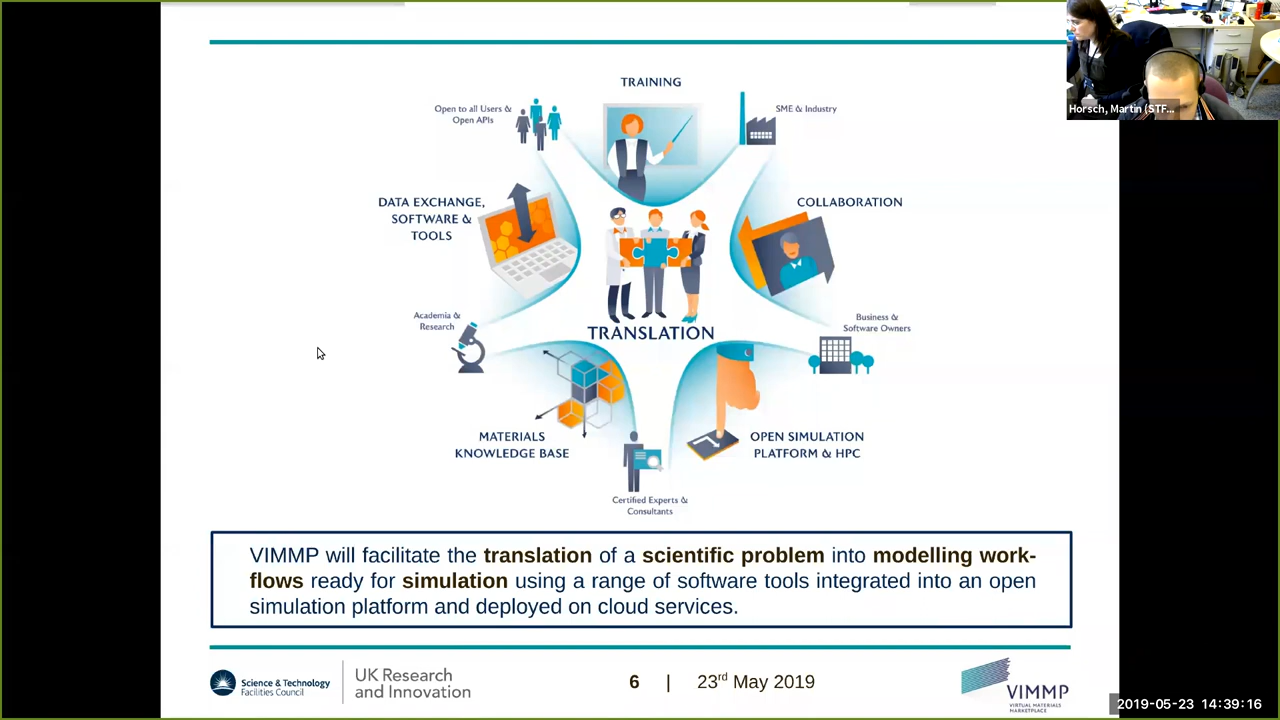 TRAINING
Open to all Users &
Open APIs
SME & Industry
Horsch, Martin (STF...
DATA EXCHANGE,
SOFTWARE &
TOOLS
COLLABORATION
Academia &
Research
Business &
Software Owners
TRANSLATION
MATERIALS
KNOWLEDGE BASE
OPEN SIMULATION
PLATFORM & HPC
Certified Experts &
Consultants
VIMMP will facilitate the translation of a scientific problem into modelling work-
flows ready for simulation using a range of software tools integrated into an open
simulation platform and deployed on cloud services.
Science & Technology
Facilities Council
UK Research
and Innovation
6 | 23rd May 2019
VIMMP
VIRTUAL MATERIALS
MARKETPLACE
2019-05-23 14:39:16